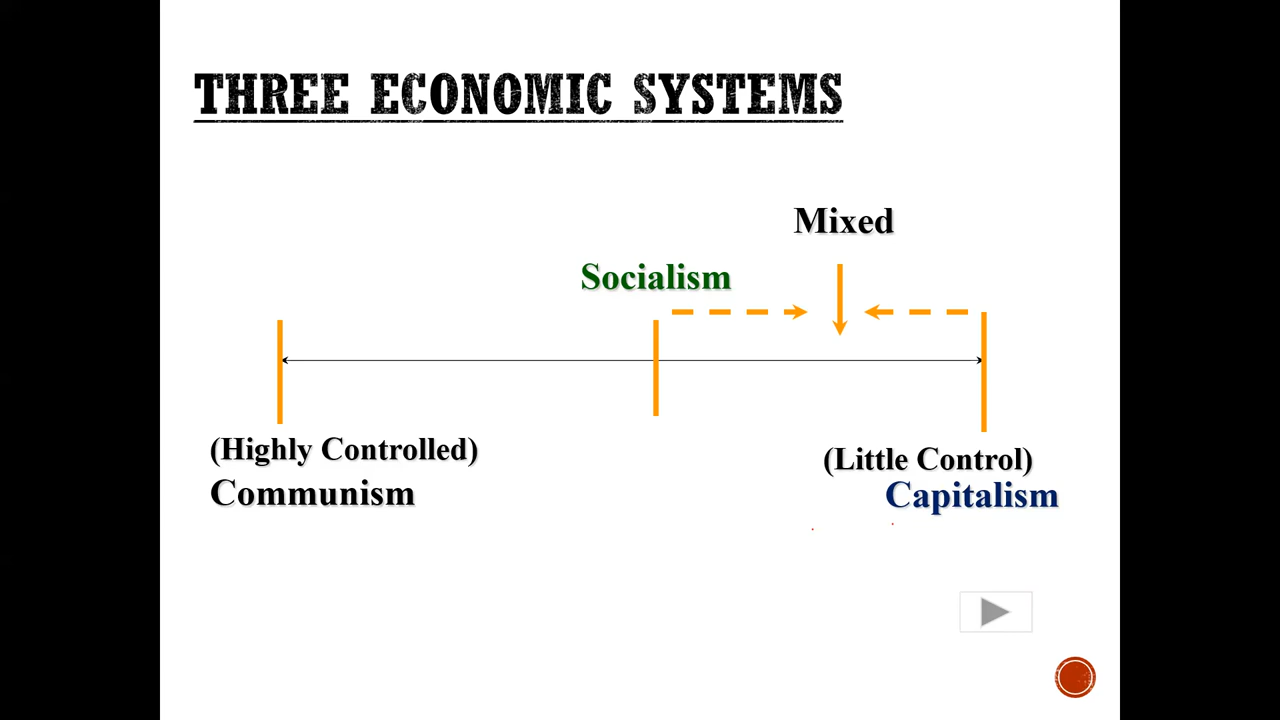 THREE ECONOMIC SYSTEMS
Mixed
Socialism
(Highly Controlled)
Communism
(Little Control)
Capitalism